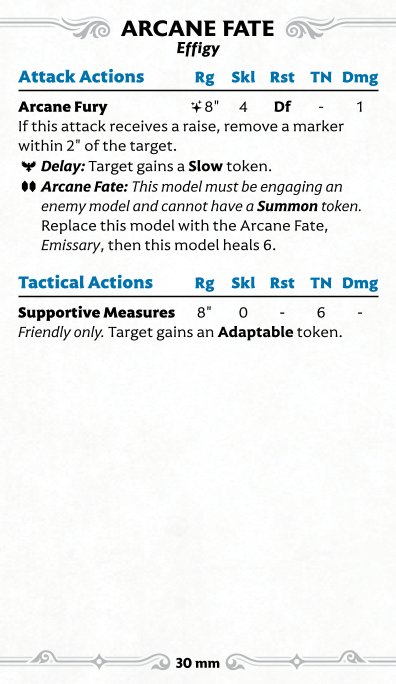 ARCANE FATE
Effigy
Attack Actions Rg Skl Rst TN Dmg
Arcane Fury 8" 4 Df - 1
If this attack receives a raise, remove a marker
within 2" of the target.
Delay: Target gains a Slow token.
Arcane Fate: This model must be engaging an
enemy model and cannot have a Summon token.
Replace this model with the Arcane Fate,
Emissary, then this model heals 6.
Tactical Actions Rg Skl Rst TN Dmg
Supportive Measures 8" 0 - 6 -
Friendly only. Target gains an Adaptable token.
30 mm